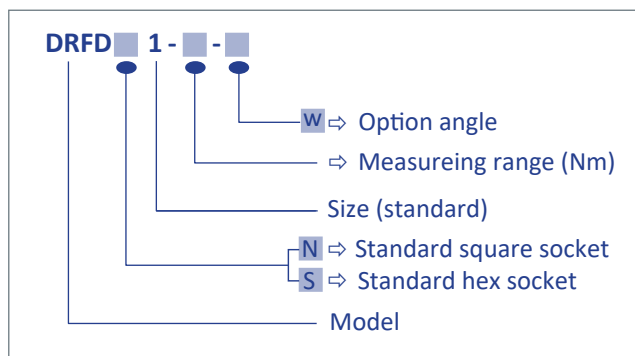 DRFD 1 - -
w ⇨ Option angle
⇨ Measureing range (Nm)
Size (standard)
N ⇨ Standard square socket
S ⇨ Standard hex socket
Model